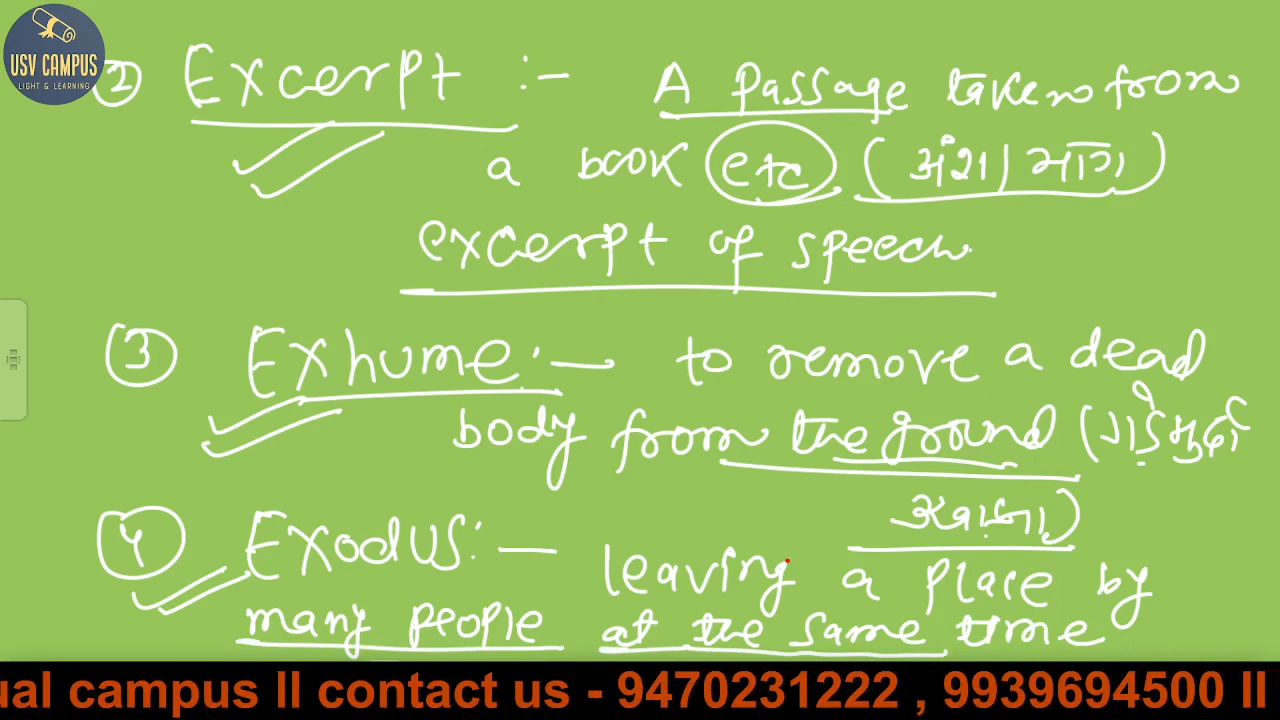 USV CAMPUS
LIGHT & LEARNING
② Excerpt :- A passage taken from
a book etc (अंश/भाग)
excerpt of speech
③ Exhume :- to remove a dead
body from the ground (गड़े मुर्दे
उखाड़ना)
④ Exodus :- leaving a place by
many people at the same time
ual campus ll contact us - 9470231222 , 9939694500 ll